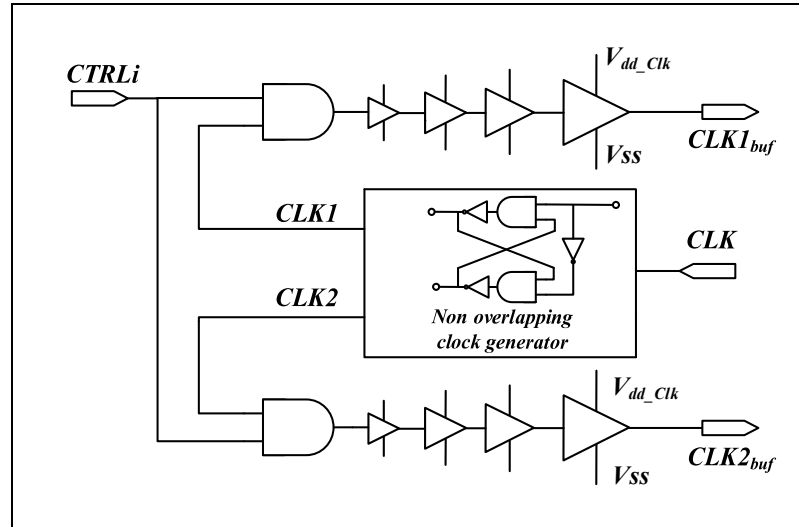 CTRLi
V_dd_Clk
CLK1_buf
Vss
CLK1
CLK
CLK2
Non overlapping
clock generator
V_dd_Clk
CLK2_buf
Vss